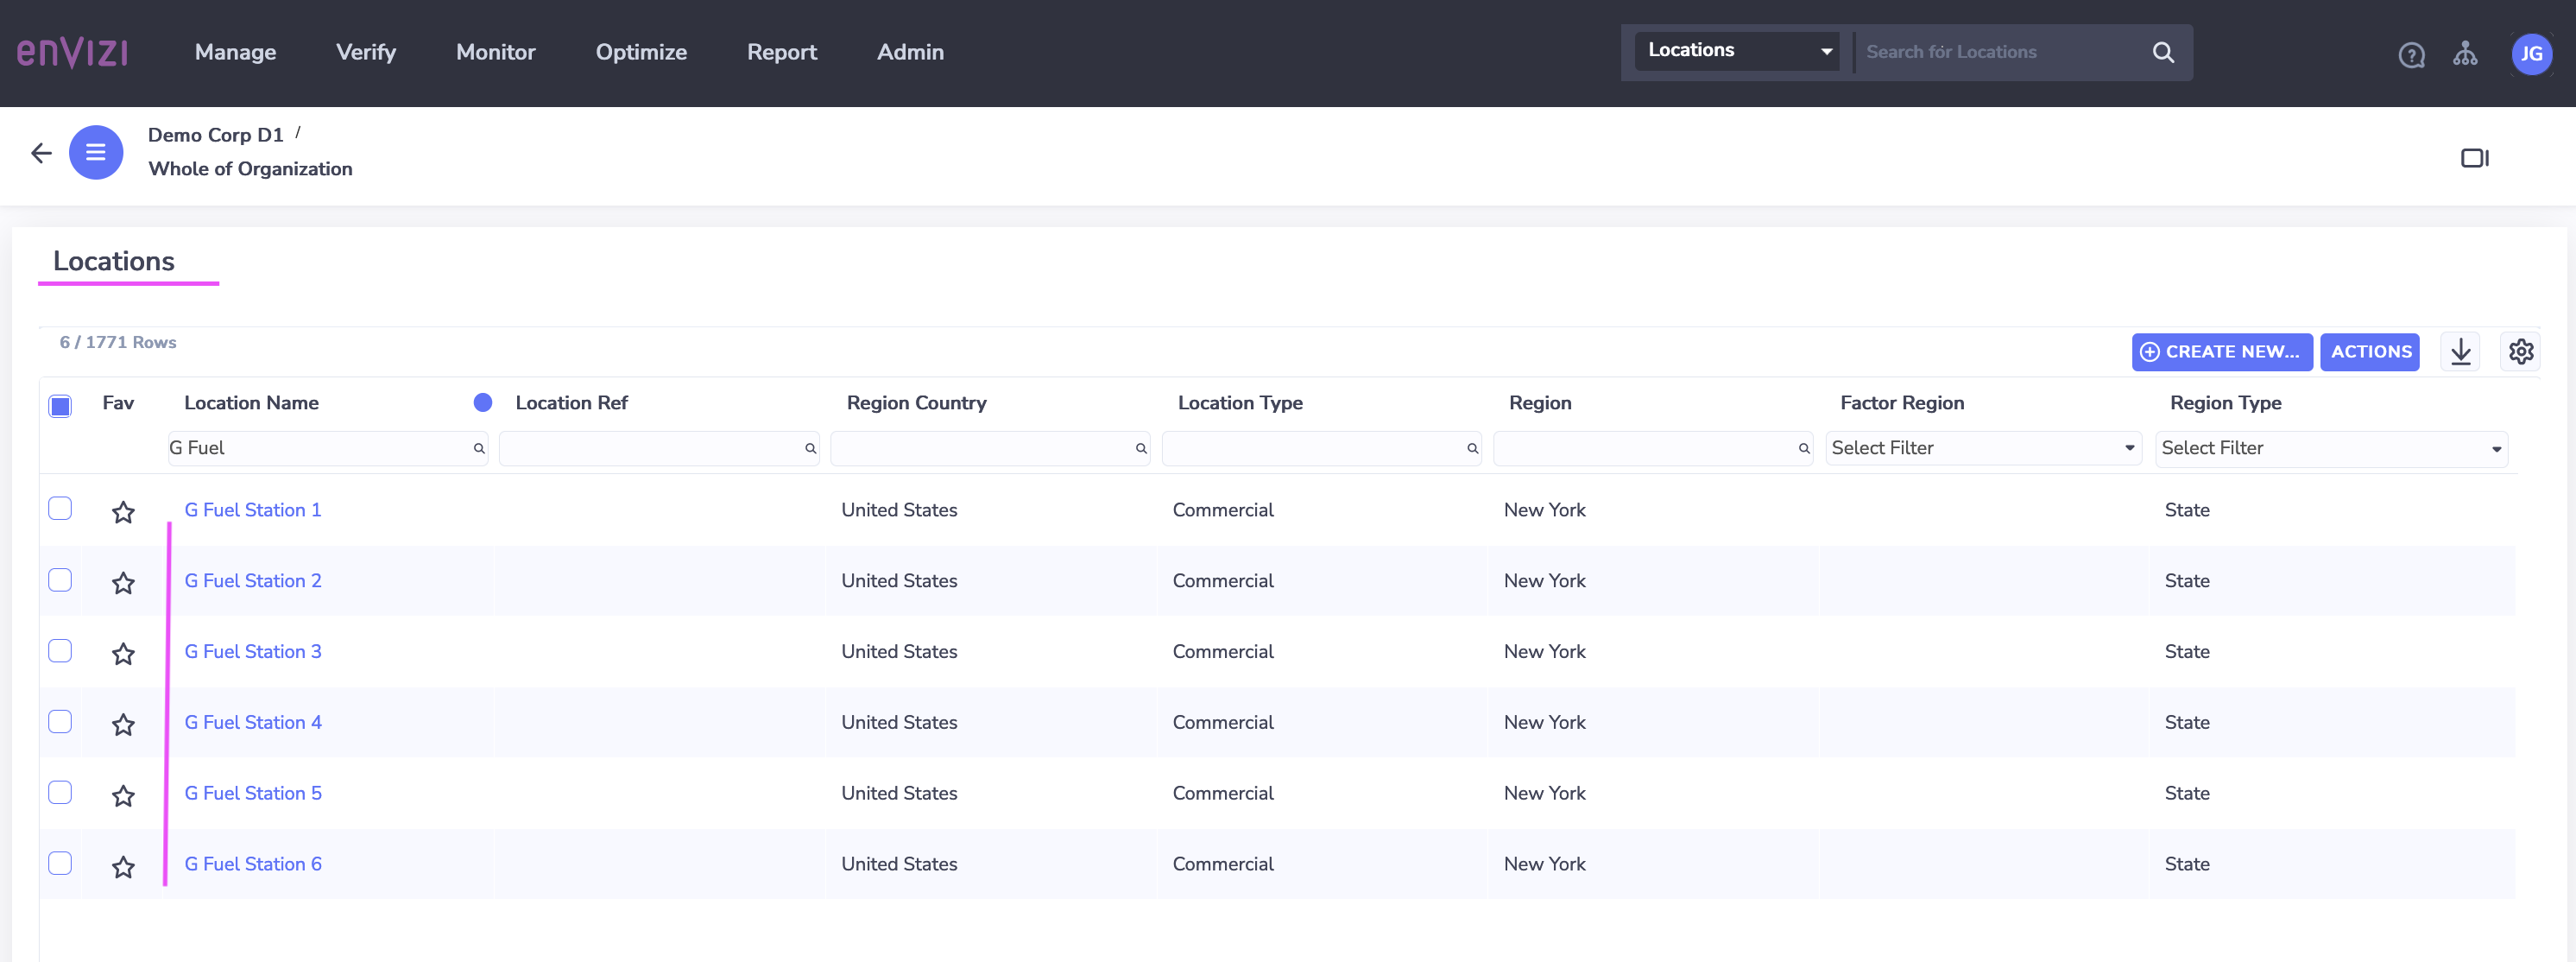 enVIZI Manage Verify Monitor Optimize Report Admin Locations Search for Locations JG
Demo Corp D1 /
Whole of Organization
Locations
6 / 1771 Rows CREATE NEW... ACTIONS
Fav Location Name Location Ref Region Country Location Type Region Factor Region Region Type
G Fuel Select Filter Select Filter
G Fuel Station 1 United States Commercial New York State
G Fuel Station 2 United States Commercial New York State
G Fuel Station 3 United States Commercial New York State
G Fuel Station 4 United States Commercial New York State
G Fuel Station 5 United States Commercial New York State
G Fuel Station 6 United States Commercial New York State